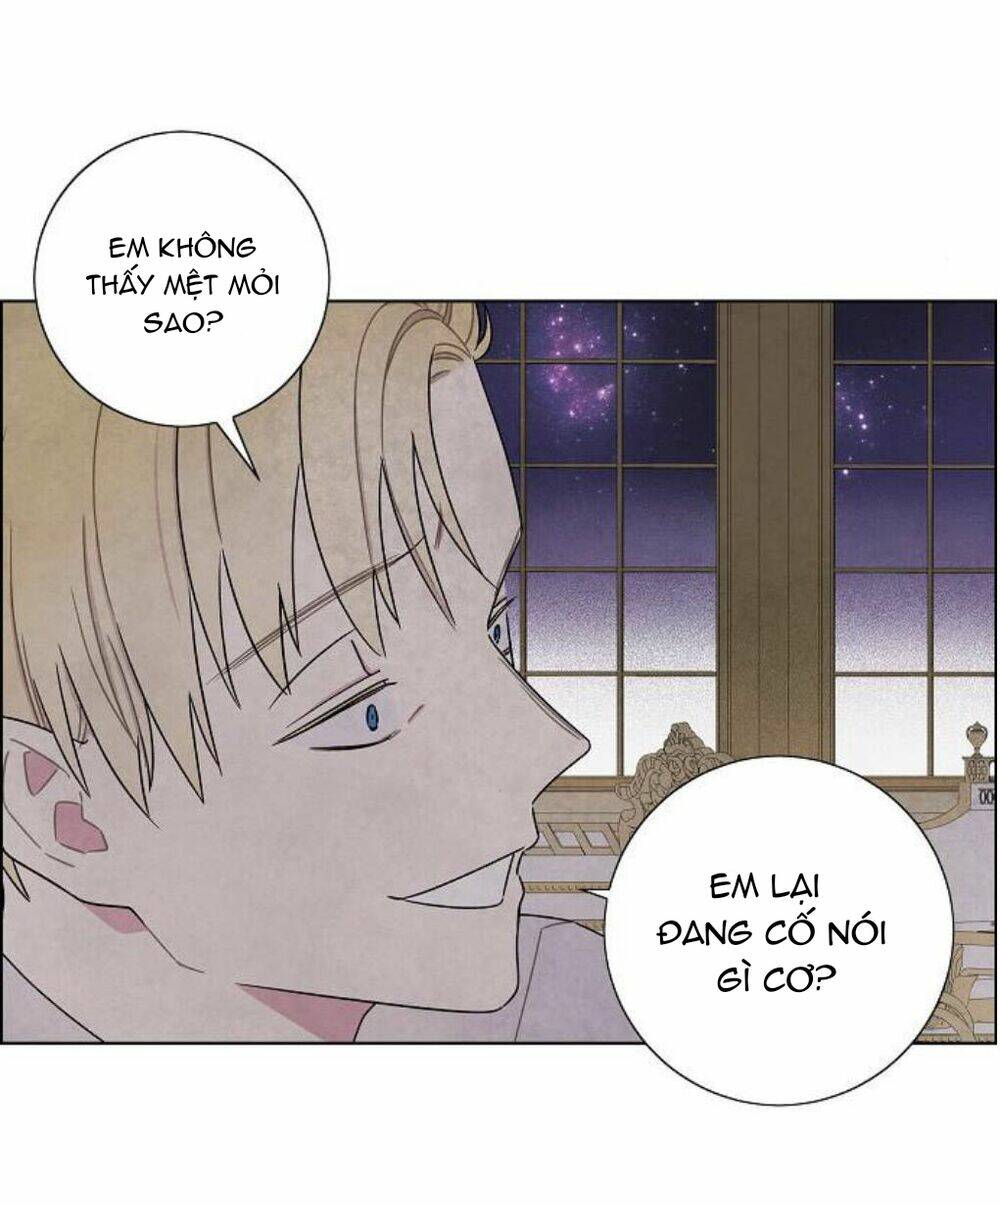 EM KHÔNG
THẤY MỆT MỎI
SAO?
EM LẠI
ĐANG CỐ NÓI
GÌ CƠ?